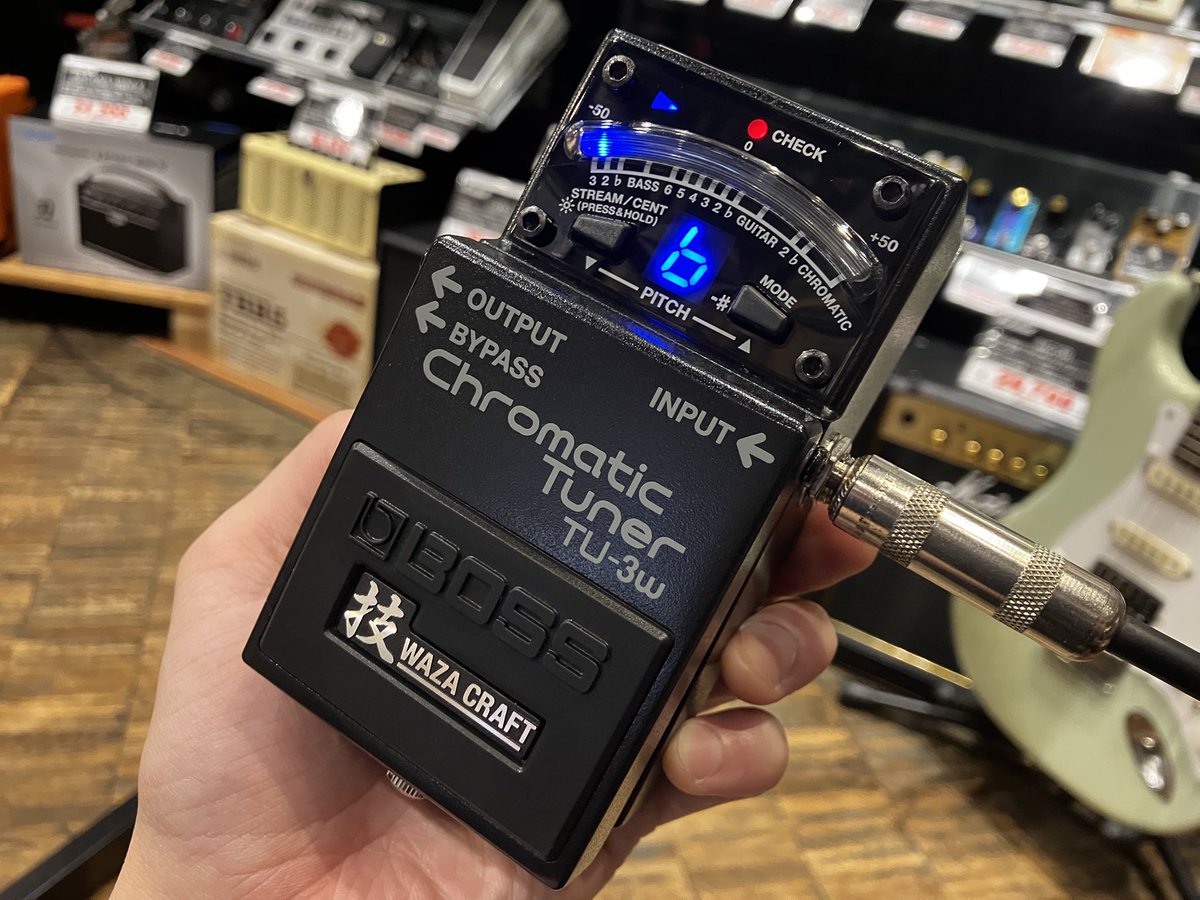 -50
0
CHECK
+50
3 2 ♭ BASS 6 5 4 3 2 ♭ GUITAR 2 ♭ CHROMATIC
STREAM/CENT
(PRESS&HOLD)
6
MODE
-#
▼ PITCH ▲
← OUTPUT
← BYPASS
INPUT ←
Chromatic
Tuner
TU-3w
BOSS
技 WAZA CRAFT